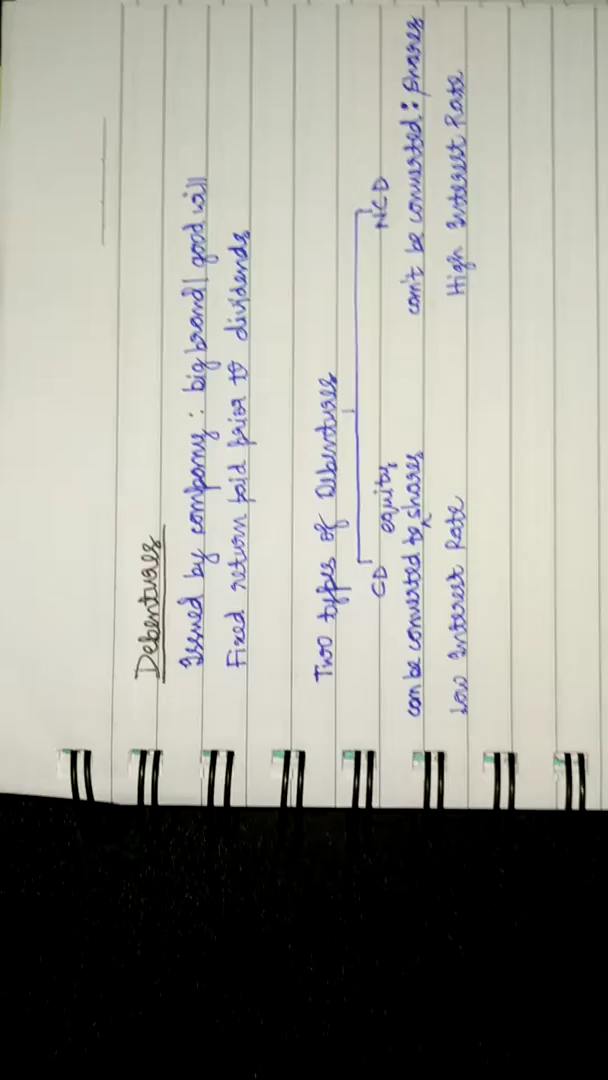 Debentures
Issued by company : big brand | good will
Fixed return paid prior to dividends
Two types of Debentures
CD
NCD
equity
can be converted to ^ shares
can't be converted : shares
Low Interest Rate
High Interest Rate